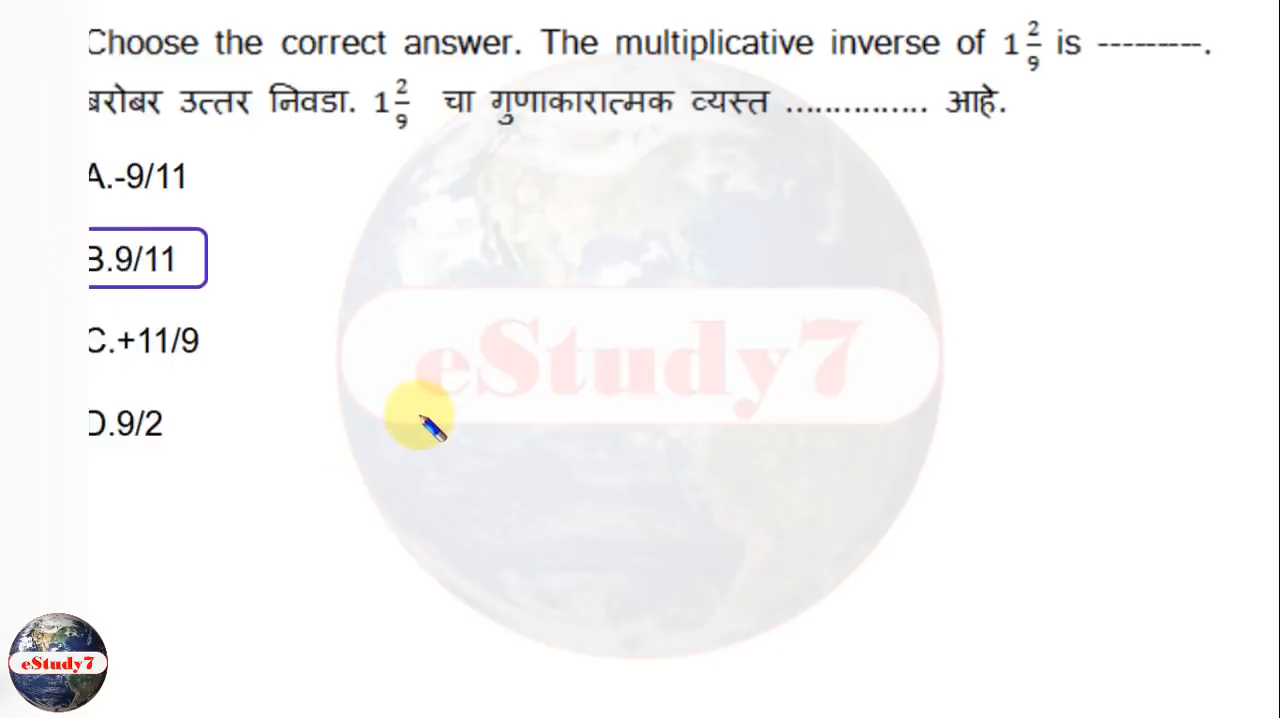 Choose the correct answer. The multiplicative inverse of 1 2/9 is ---------.
बरोबर उत्तर निवडा. 1 2/9 चा गुणाकारात्मक व्यस्त ............... आहे.
A.-9/11
B.9/11
eStudy7
C.+11/9
D.9/2
eStudy7